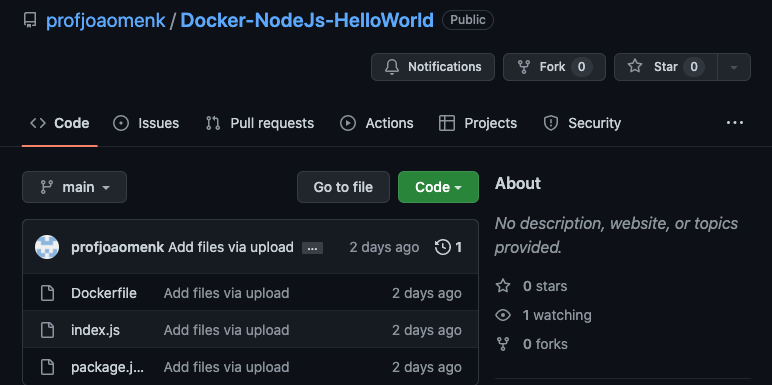 profjoaomenk / Docker-NodeJs-HelloWorld Public
Notifications Fork 0 Star 0
Code Issues Pull requests Actions Projects Security ...
main Go to file Code
profjoaomenk Add files via upload ... 2 days ago 1
Dockerfile Add files via upload 2 days ago
index.js Add files via upload 2 days ago
package.j... Add files via upload 2 days ago
About
No description, website, or topics
provided.
0 stars
1 watching
0 forks